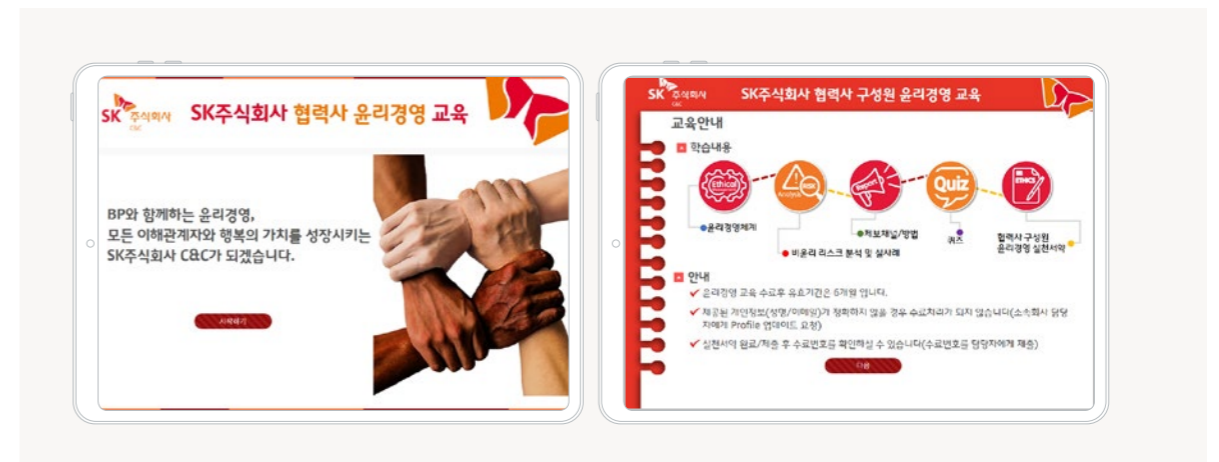 SK 주식회사
C&C
SK주식회사 협력사 윤리경영 교육
BP와 함께하는 윤리경영,
모든 이해관계자와 행복의 가치를 성장시키는
SK주식회사 C&C가 되겠습니다.
시작하기
SK 주식회사
C&C
SK주식회사 협력사 구성원 윤리경영 교육
교육안내
학습내용
Ethical
RISK
Analysis
Report
Quiz
ETHICS
윤리경영체계
비윤리 리스크 분석 및 실사례
제보채널/방법
퀴즈
협력사 구성원
윤리경영 실천서약
안내
윤리경영 교육 수료후 유효기간은 6개월 입니다.
제공된 개인정보(성명/이메일)가 정확하지 않을 경우 수료처리가 되지 않습니다(소속회사 담당
자에게 Profile 업데이트 요청)
실천서약 완료/제출 후 수료번호를 확인하실 수 있습니다(수료번호를 담당자에게 제출)
다음